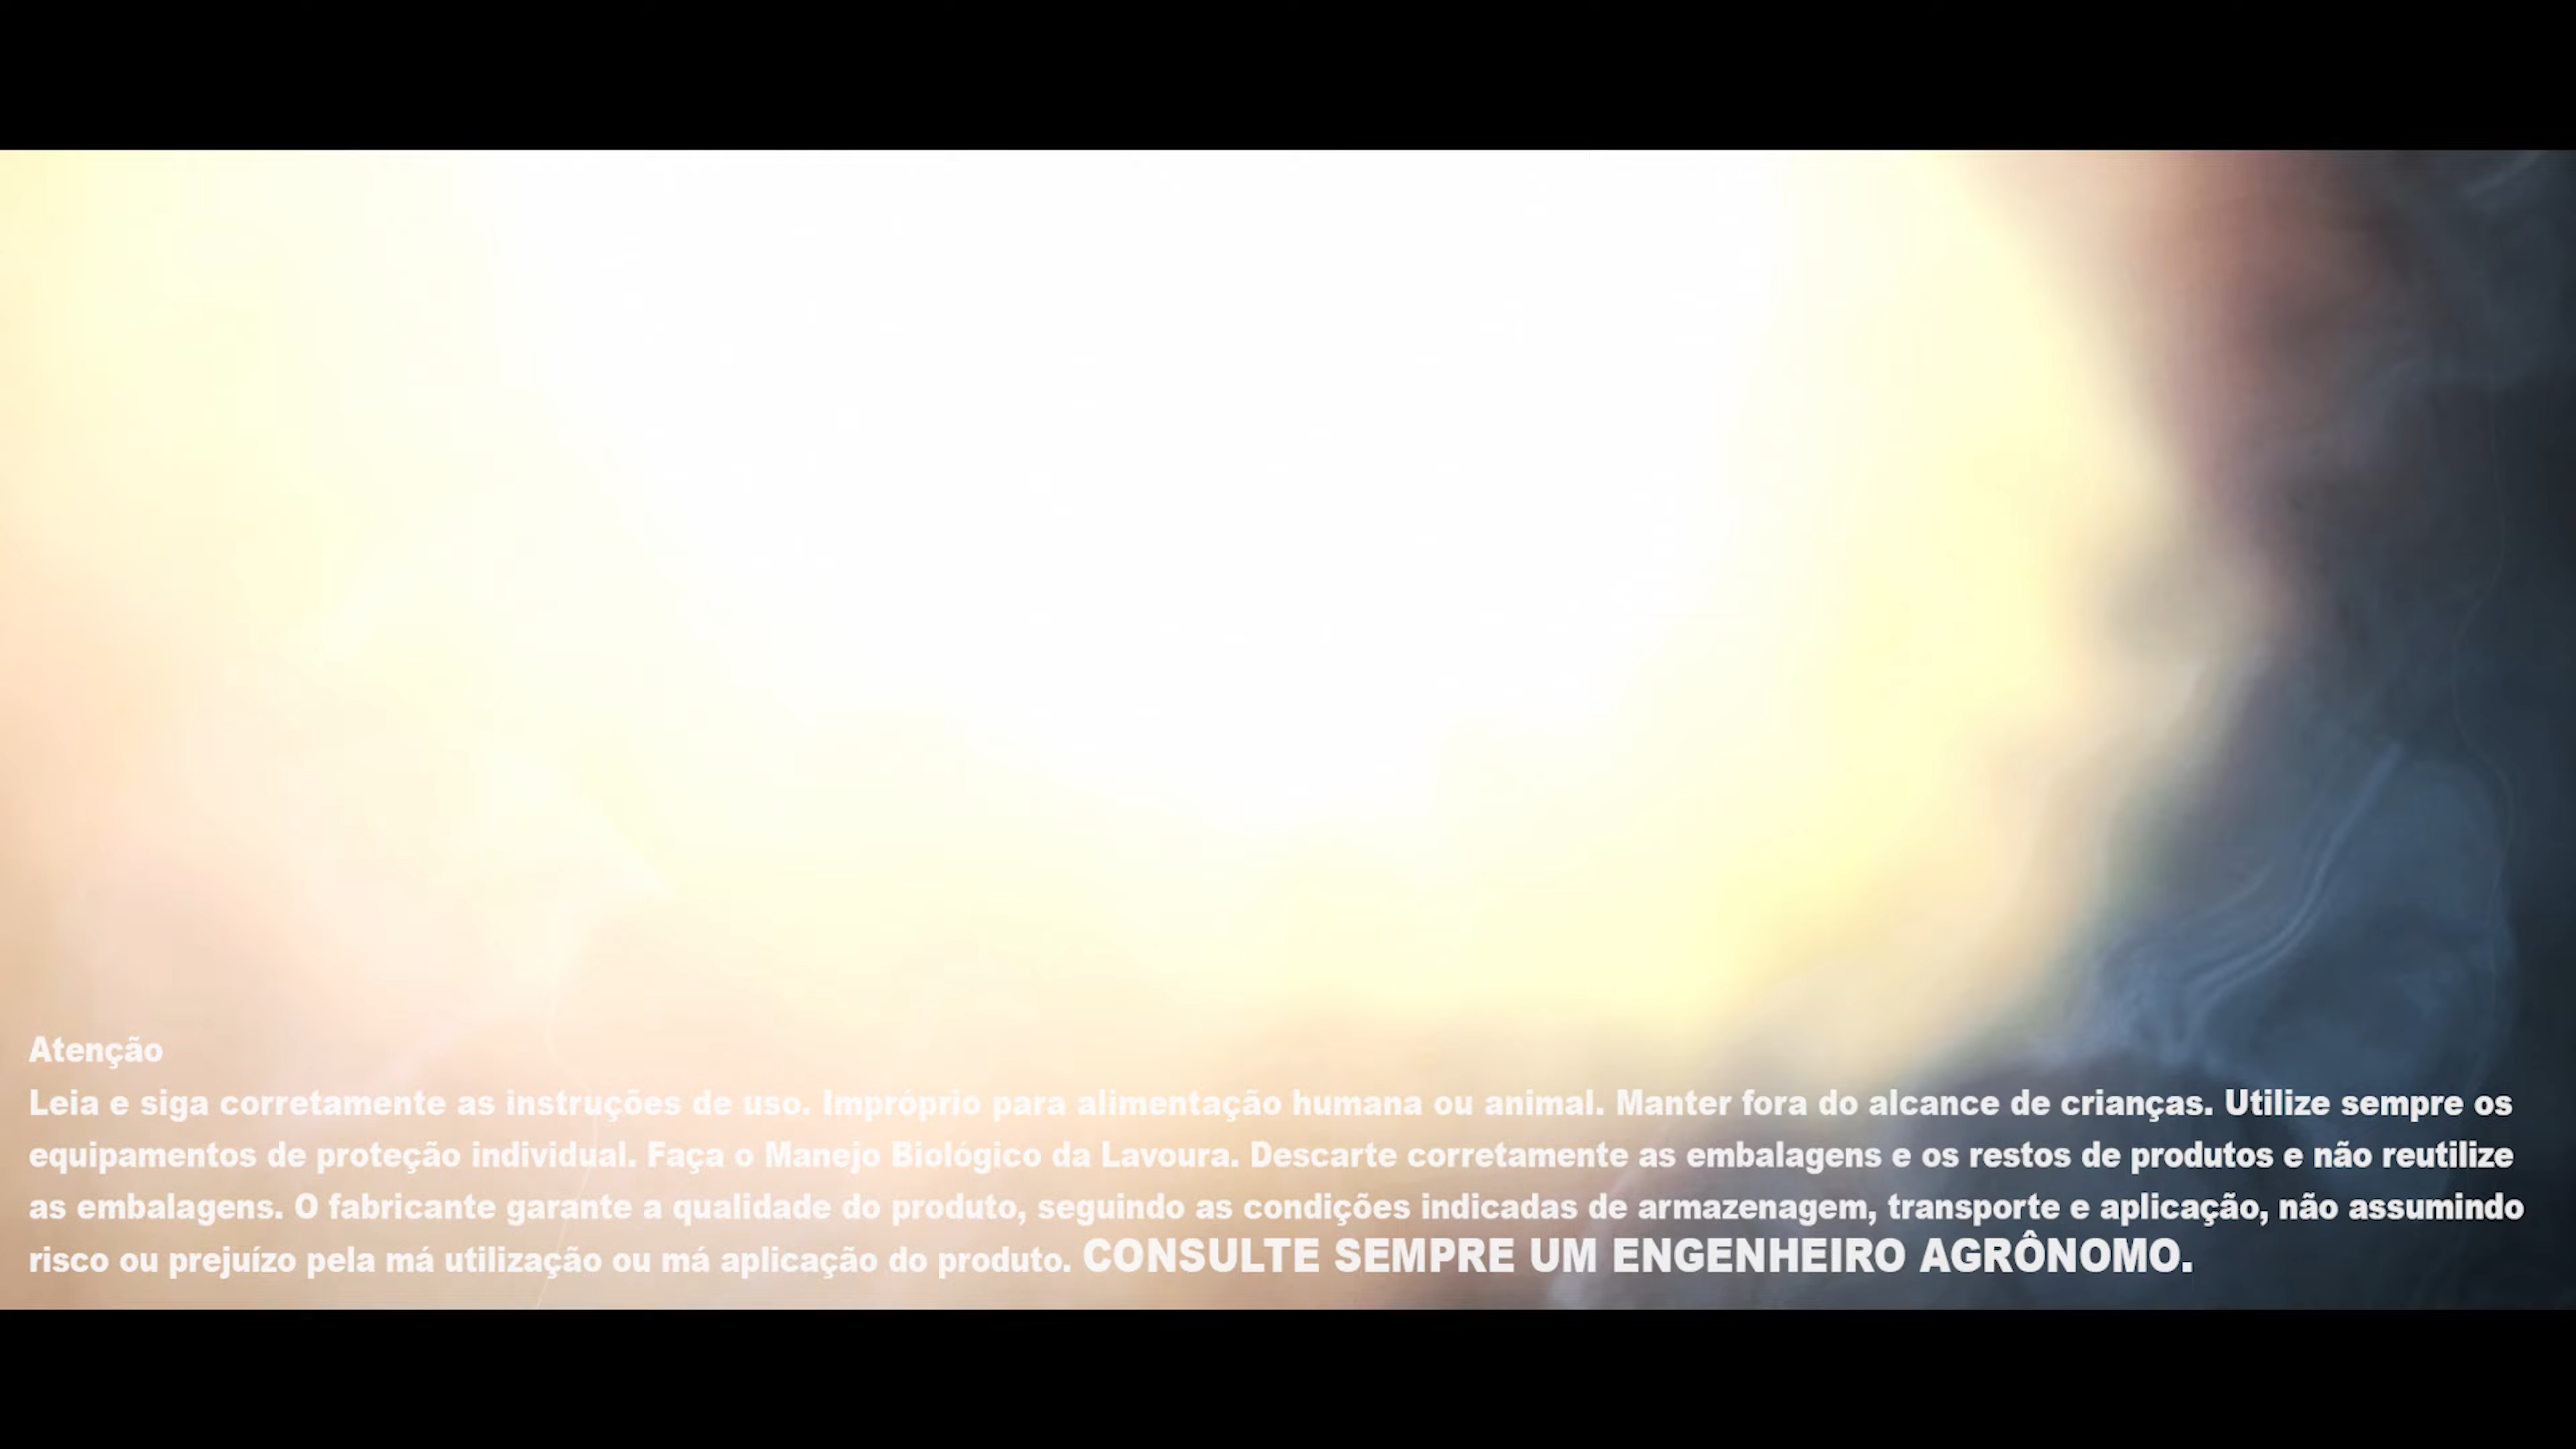 Atenção
Leia e siga corretamente as instruções de uso. Impróprio para alimentação humana ou animal. Manter fora do alcance de crianças. Utilize sempre os
equipamentos de proteção individual. Faça o Manejo Biológico da Lavoura. Descarte corretamente as embalagens e os restos de produtos e não reutilize
as embalagens. O fabricante garante a qualidade do produto, seguindo as condições indicadas de armazenagem, transporte e aplicação, não assumindo
risco ou prejuízo pela má utilização ou má aplicação do produto. CONSULTE SEMPRE UM ENGENHEIRO AGRÔNOMO.